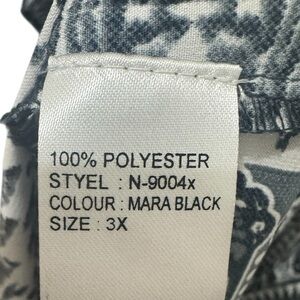 100% POLYESTER
STYEL : N-9004x
COLOUR : MARA BLACK
SIZE : 3X